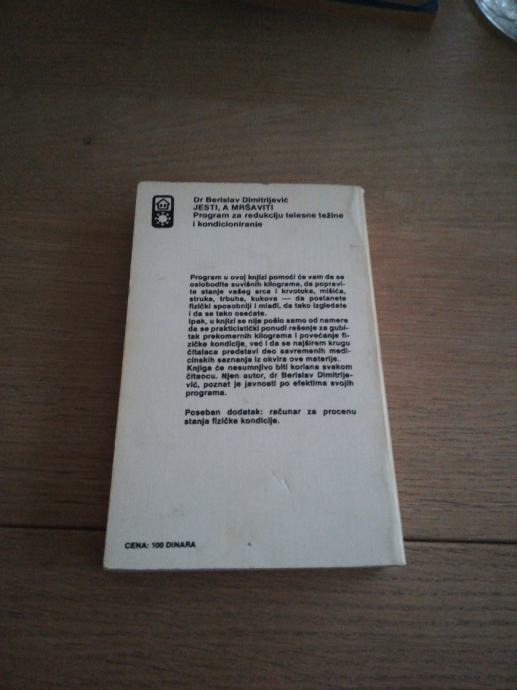 Dr Berislav Dimitrijević
JESTI, A MRŠAVITI
Program za redukciju telesne težine
i kondicioniranje
Program u ovoj knjizi pomoći će vam da se
oslobodite suvišnih kilograma, da popravi-
te stanje vašeg srca i krvotoka, mišića,
struka, trbuha, kukova — da postanete
fizički sposobniji i mlađi, da tako izgledate
i da se tako osećate.
Ipak, u knjizi se nije pošlo samo od namere
da se prakticistički ponudi rešenje za gubi-
tak prekomernih kilograma i povećanje fi-
zičke kondicije, već i da se najširem krugu
čitalaca predstavi deo savremenih medi-
cinskih saznanja iz okvira ove materije.
Knjiga će nesumnjivo biti korisna svakom
čitaocu. Njen autor, dr Berislav Dimitrije-
vić, poznat je javnosti po efektima svojih
programa.
Poseban dodatak: računar za procenu
stanja fizičke kondicije.
CENA: 100 DINARA